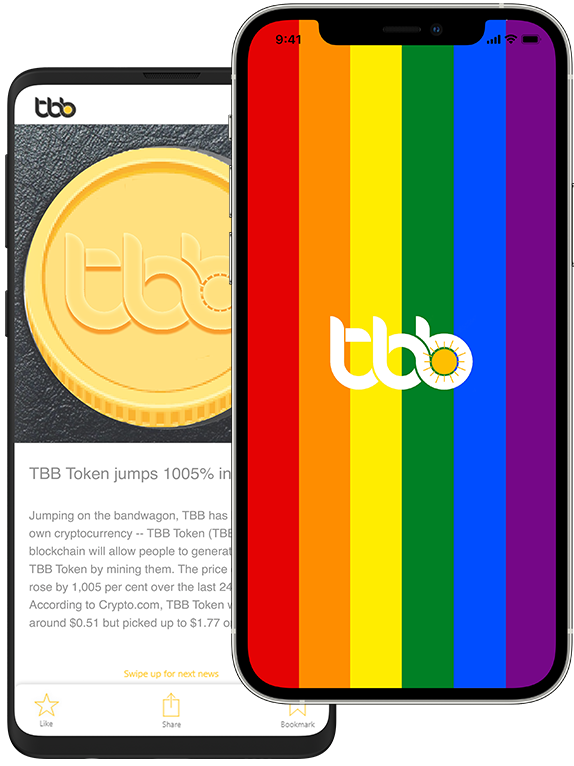 tbb
tbb
TBB Token jumps 1005% in
Jumping on the bandwagon, TBB has
own cryptocurrency -- TBB Token (TBB
blockchain will allow people to generat
TBB Token by mining them. The price
rose by 1,005 per cent over the last 24
According to Crypto.com, TBB Token w
around $0.51 but picked up to $1.77 o
Swipe up for next news
Like
Share
Bookmark
9:41
tbb